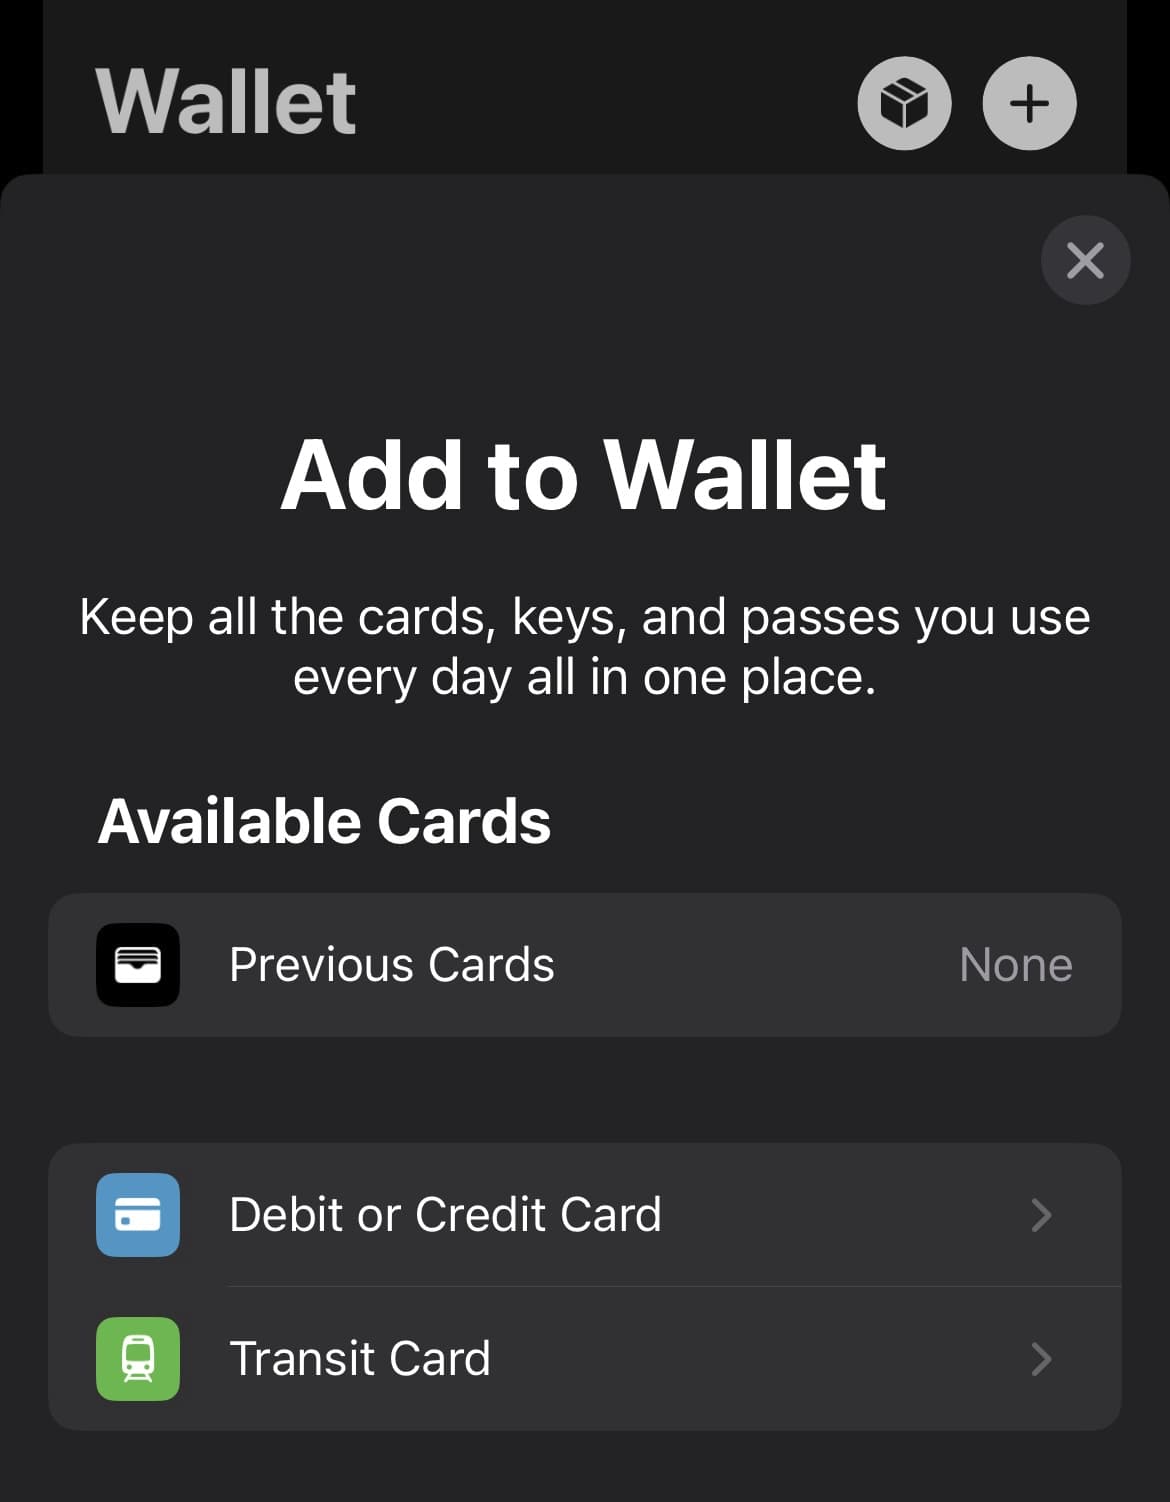 Wallet
Add to Wallet
Keep all the cards, keys, and passes you use
every day all in one place.
Available Cards
Previous Cards None
Debit or Credit Card
Transit Card